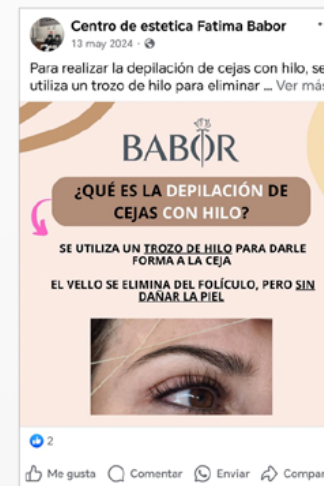 Centro de estetica Fatima Babor
13 may 2024 ·
Para realizar la depilación de cejas con hilo, se
utiliza un trozo de hilo para eliminar ... Ver más
BABOR
¿QUÉ ES LA DEPILACIÓN DE
CEJAS CON HILO?
SE UTILIZA UN TROZO DE HILO PARA DARLE
FORMA A LA CEJA
EL VELLO SE ELIMINA DEL FOLÍCULO, PERO SIN
DAÑAR LA PIEL
2
Me gusta Comentar Enviar Compar